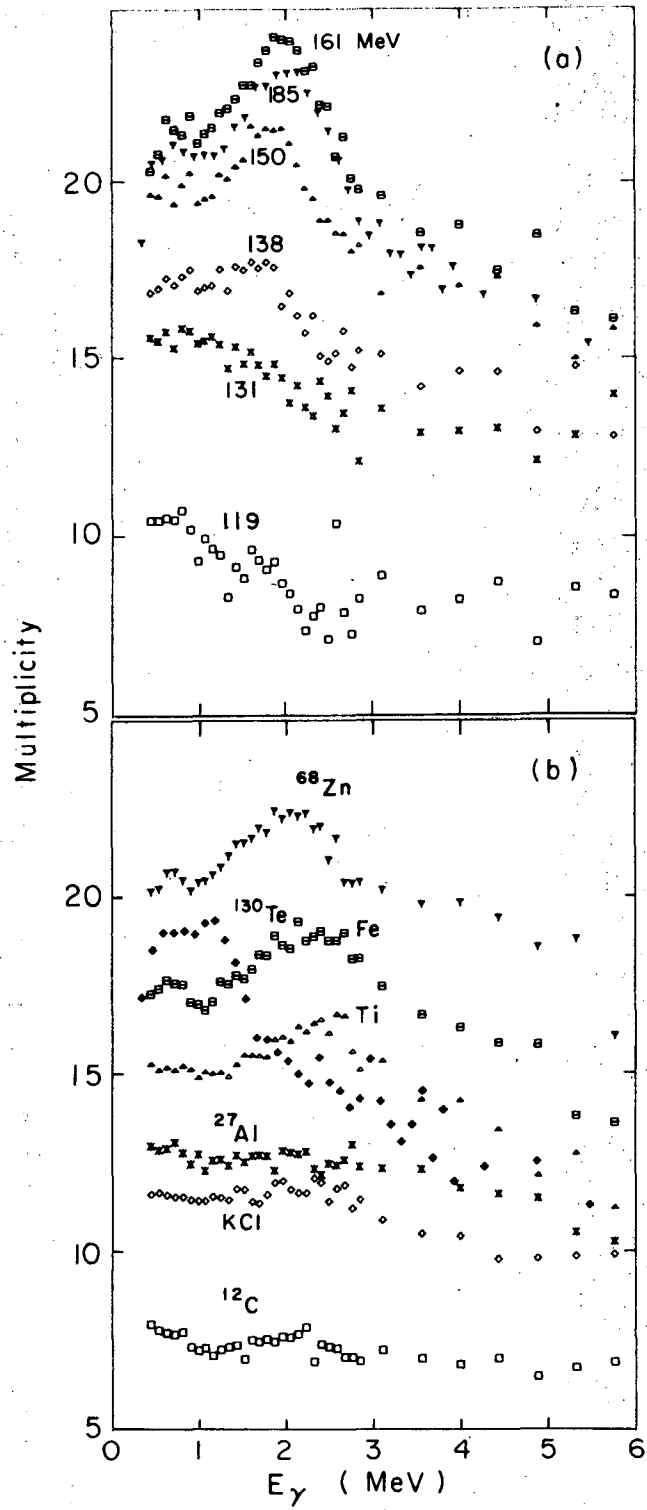 161 MeV
(a)
185
150
20
138
15
131
119
10
5
Multiplicity
(b)
⁶⁸Zn
20
¹³⁰Te
Fe
Ti
15
²⁷Al
KCl
10
¹²C
5
0 1 2 3 4 5 6
Eγ (MeV)